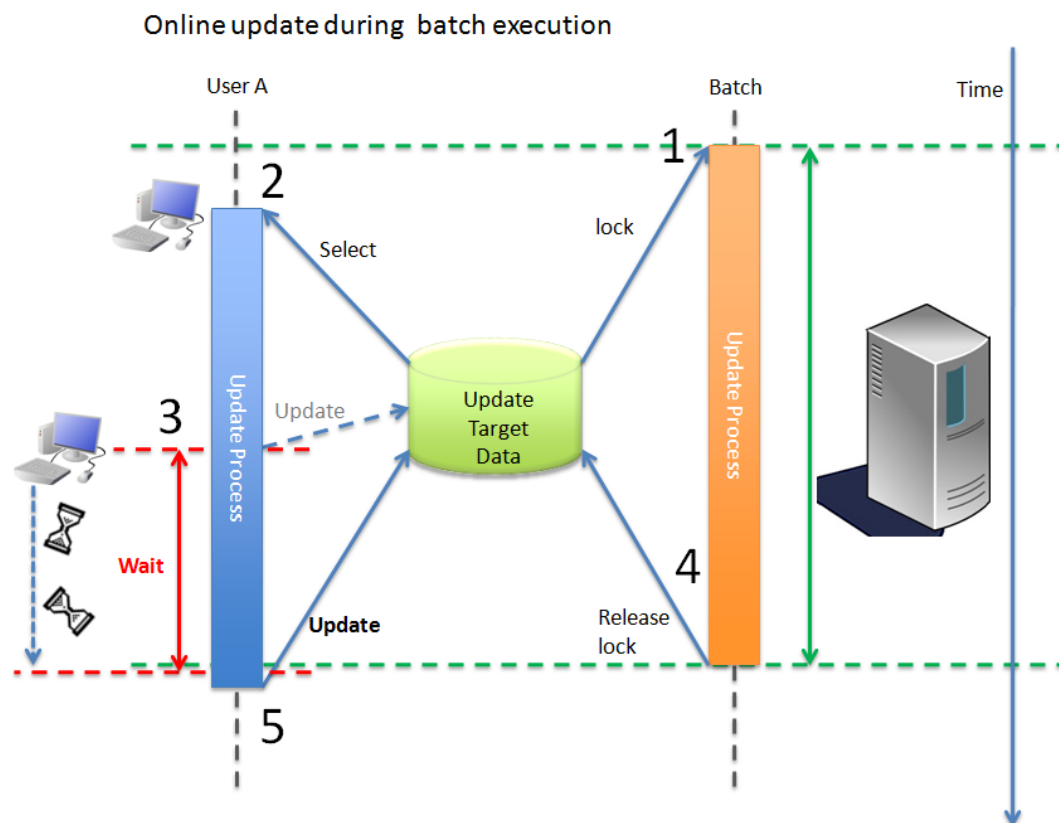 Online update during batch execution
User A
Batch
Time
1
2
lock
Select
Update Process
Update Process
3
Update
Update
Target
Data
Wait
4
Update
Release
lock
5